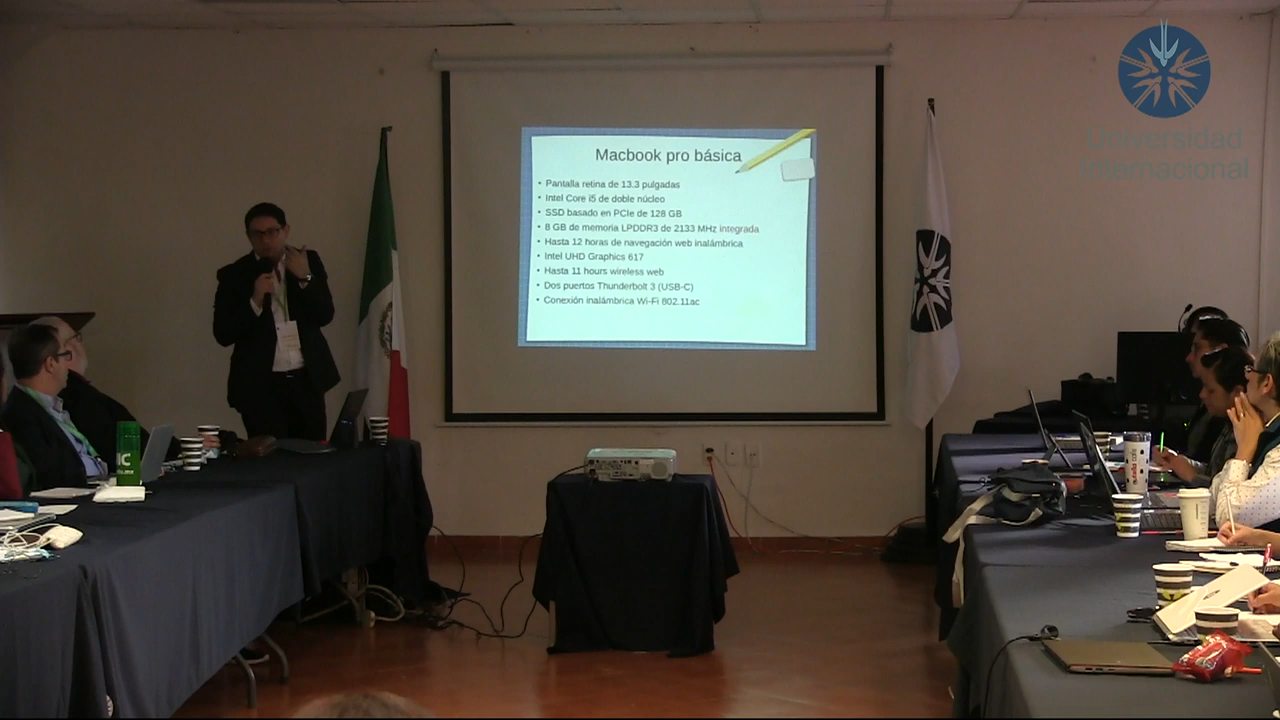 Universidad
Internacional
Macbook pro básica
• Pantalla retina de 13.3 pulgadas
• Intel Core i5 de doble núcleo
• SSD basado en PCIe de 128 GB
• 8 GB de memoria LPDDR3 de 2133 MHz integrada
• Hasta 12 horas de navegación web inalámbrica
• Intel UHD Graphics 617
• Hasta 11 hours wireless web
• Dos puertos Thunderbolt 3 (USB-C)
• Conexión inalámbrica Wi-Fi 802.11ac